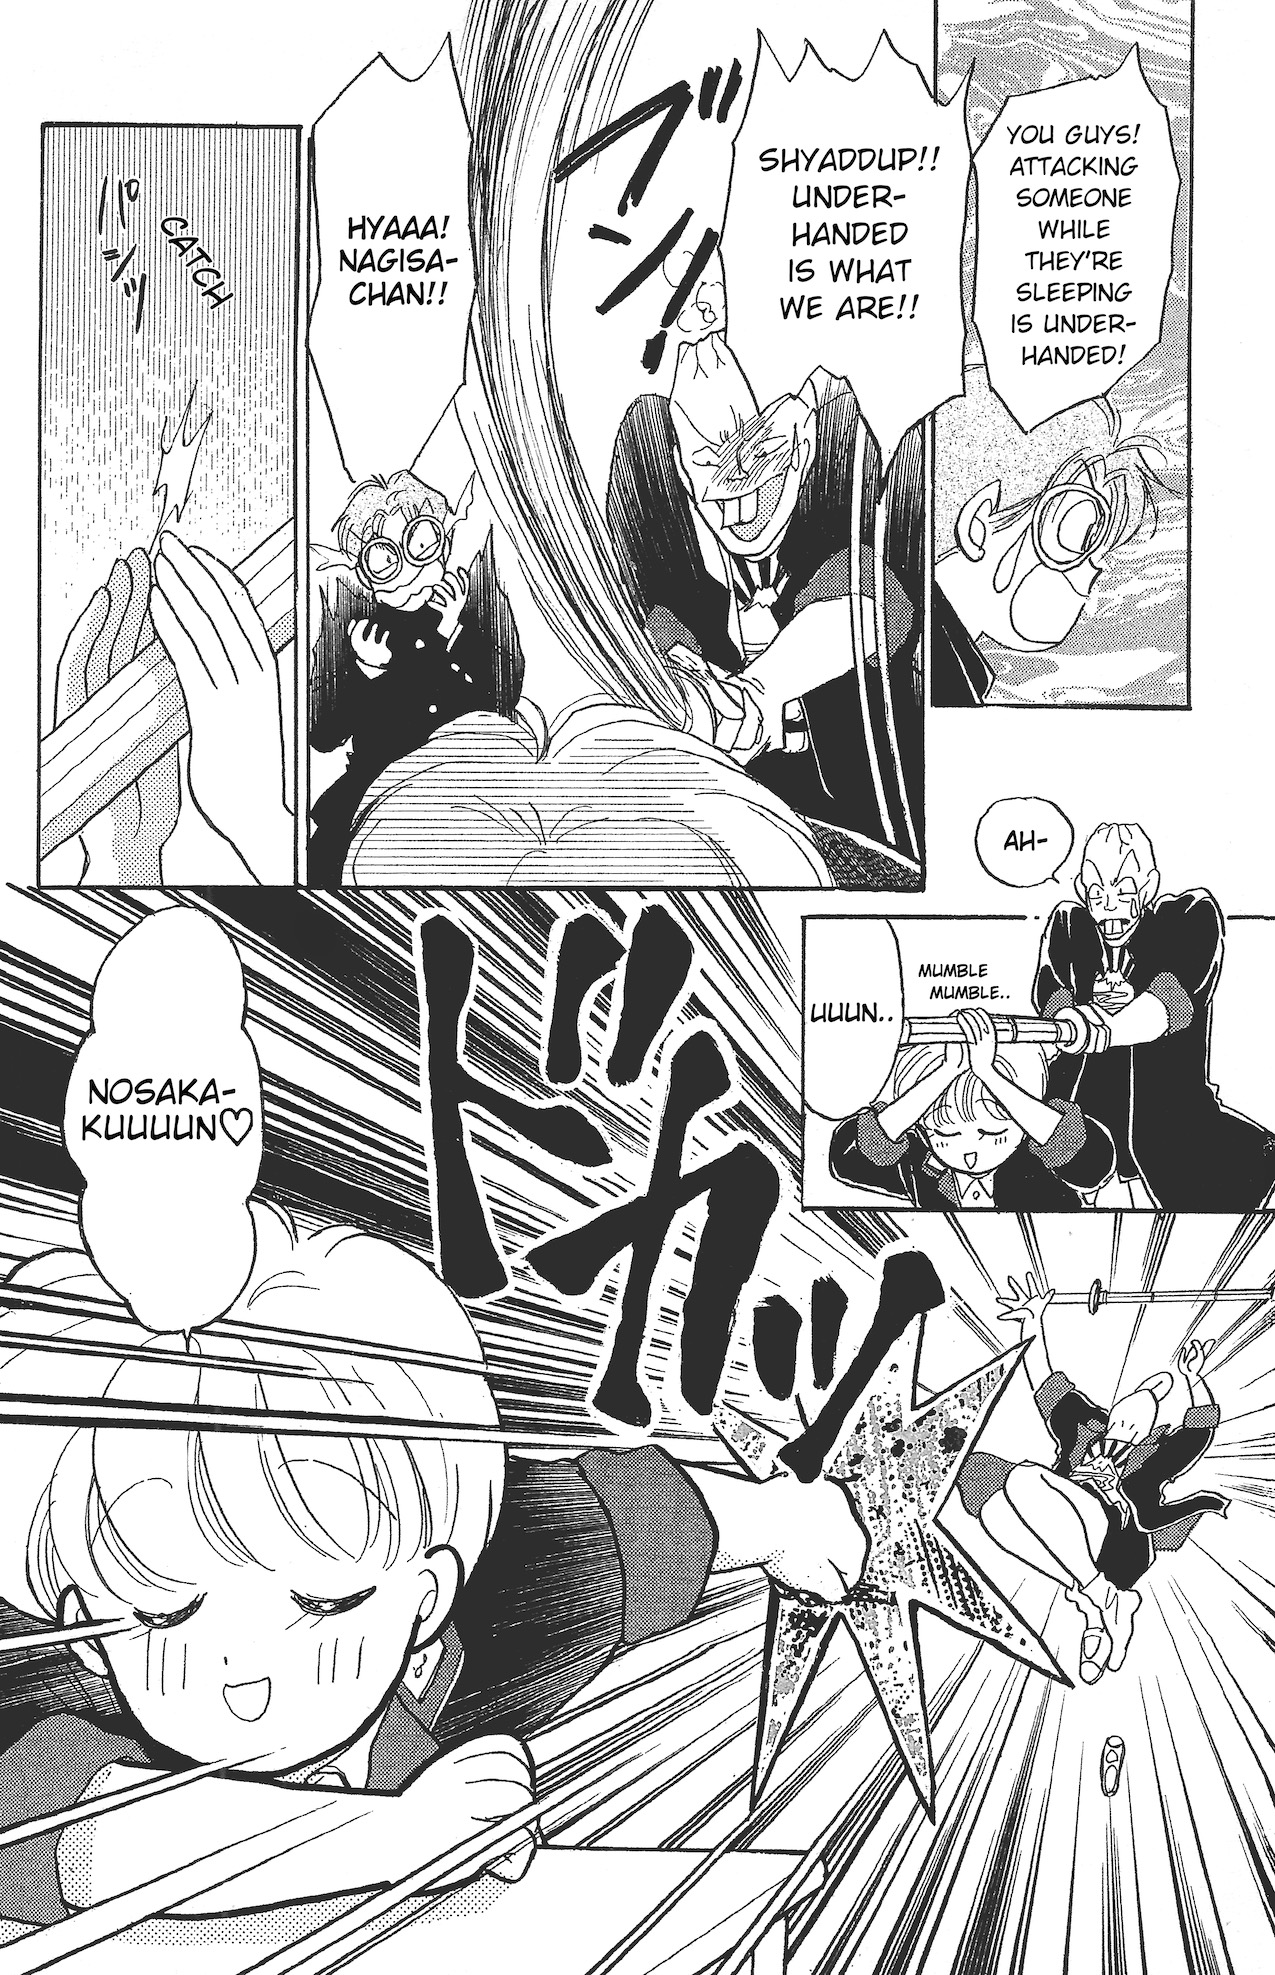 YOU GUYS!
ATTACKING
SOMEONE
WHILE
THEY'RE
SLEEPING
IS UNDER-
HANDED!
SHYADDUP!!
UNDER-
HANDED
IS WHAT
WE ARE!!
ブン!
HYAAA!
NAGISA-
CHAN!!
CATCH
パシッ
AH-
MUMBLE
MUMBLE..
UUUN..
ドカッ
NOSAKA-
KUUUUN♡